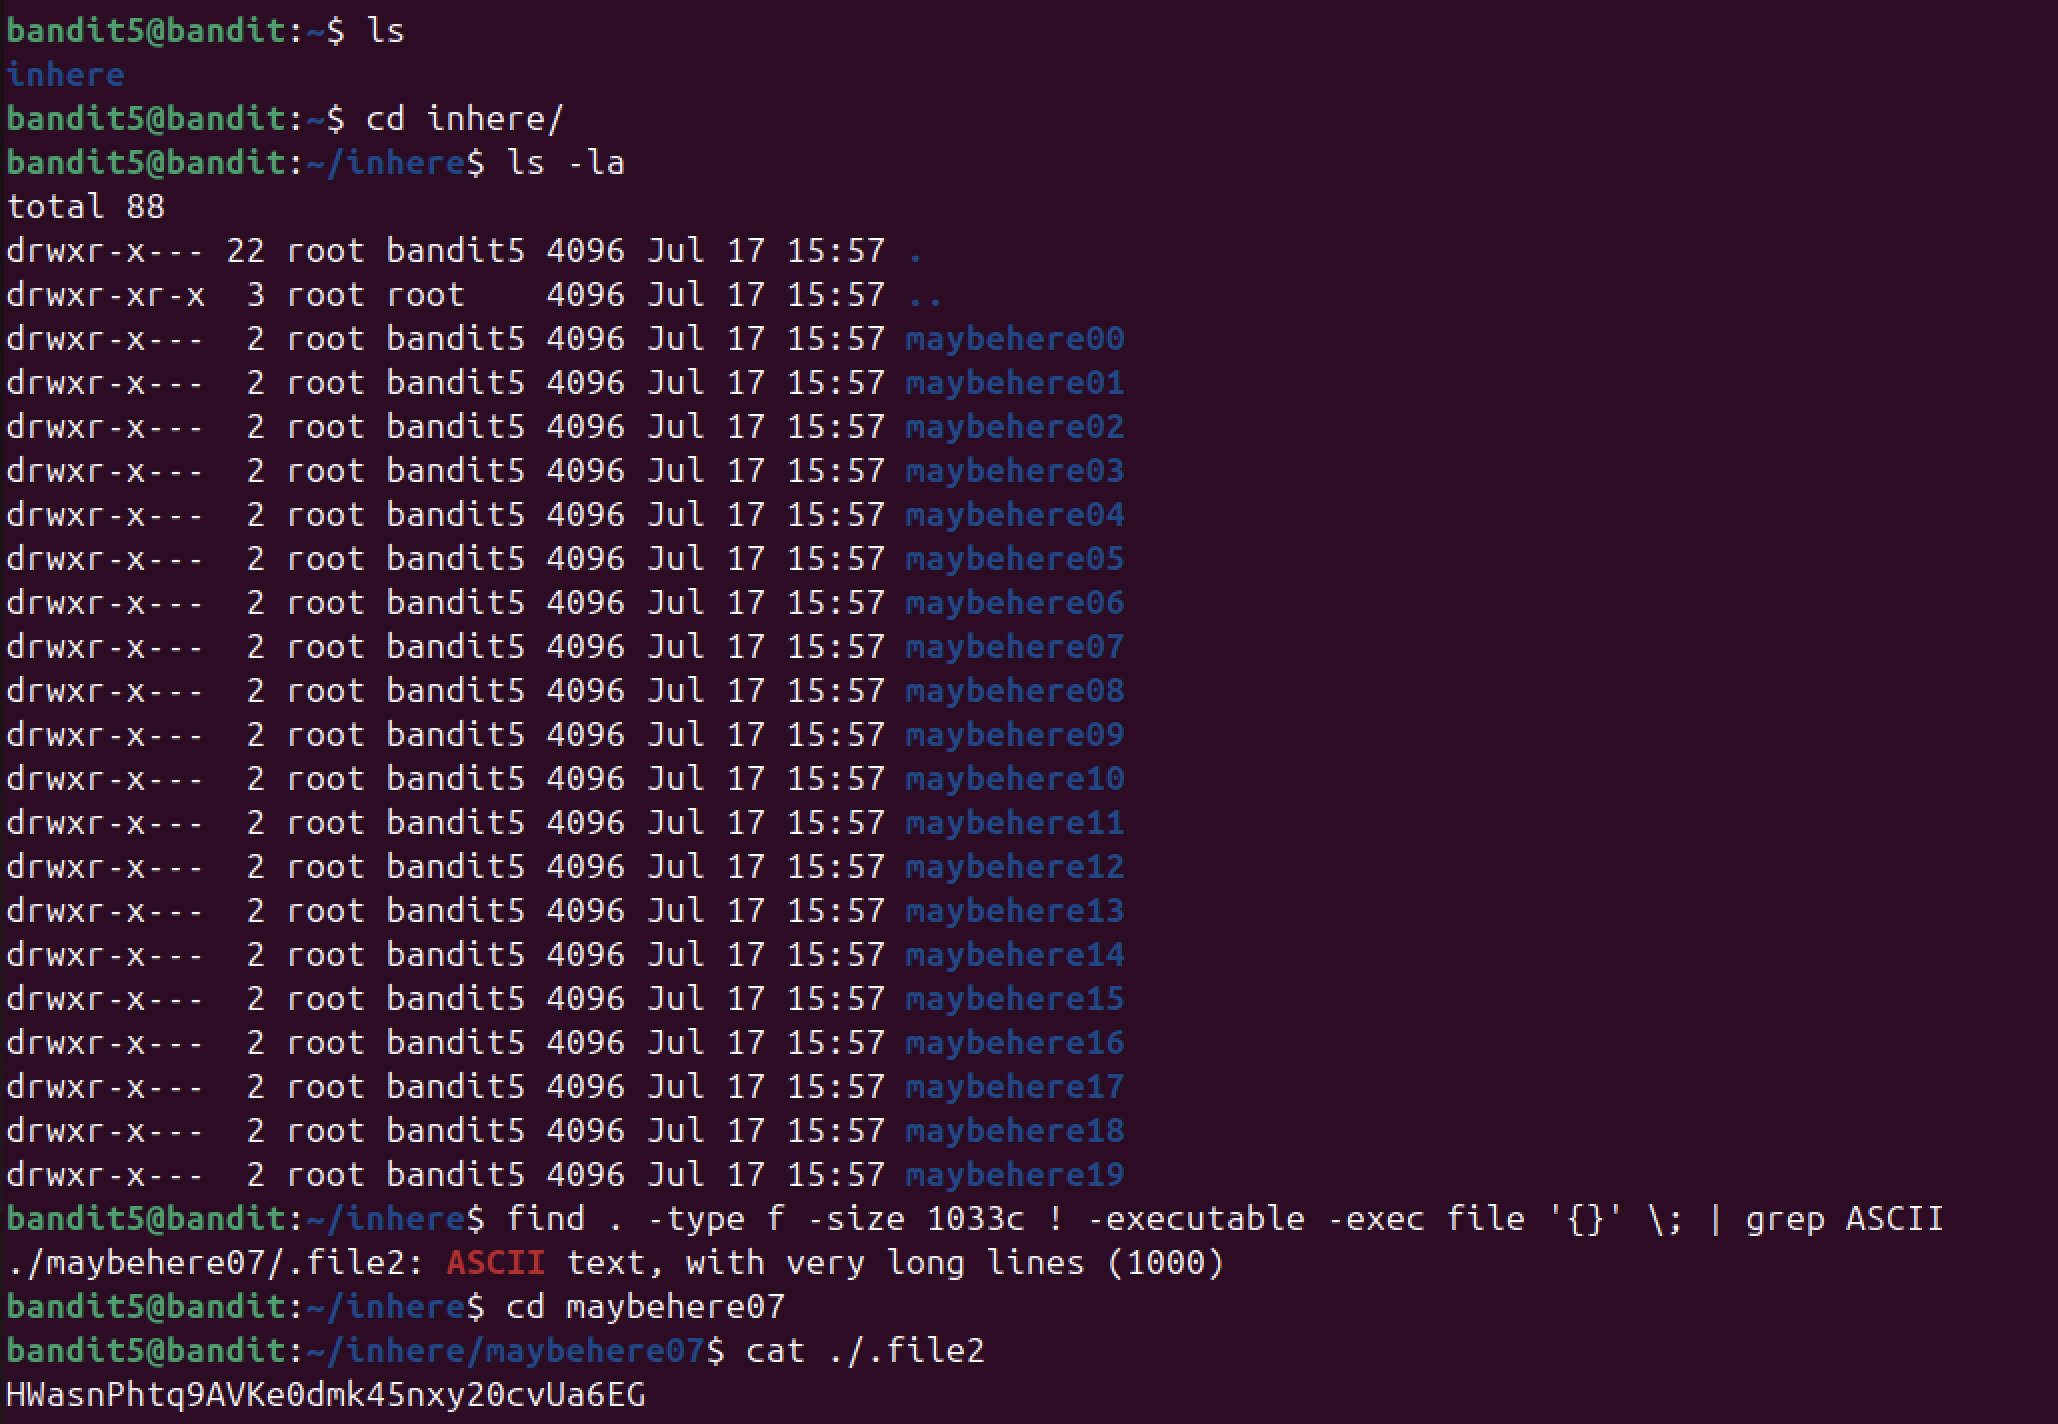 bandit5@bandit:~$ ls
inhere
bandit5@bandit:~$ cd inhere/
bandit5@bandit:~/inhere$ ls -la
total 88
drwxr-x--- 22 root bandit5 4096 Jul 17 15:57 .
drwxr-xr-x  3 root root    4096 Jul 17 15:57 ..
drwxr-x---  2 root bandit5 4096 Jul 17 15:57 maybehere00
drwxr-x---  2 root bandit5 4096 Jul 17 15:57 maybehere01
drwxr-x---  2 root bandit5 4096 Jul 17 15:57 maybehere02
drwxr-x---  2 root bandit5 4096 Jul 17 15:57 maybehere03
drwxr-x---  2 root bandit5 4096 Jul 17 15:57 maybehere04
drwxr-x---  2 root bandit5 4096 Jul 17 15:57 maybehere05
drwxr-x---  2 root bandit5 4096 Jul 17 15:57 maybehere06
drwxr-x---  2 root bandit5 4096 Jul 17 15:57 maybehere07
drwxr-x---  2 root bandit5 4096 Jul 17 15:57 maybehere08
drwxr-x---  2 root bandit5 4096 Jul 17 15:57 maybehere09
drwxr-x---  2 root bandit5 4096 Jul 17 15:57 maybehere10
drwxr-x---  2 root bandit5 4096 Jul 17 15:57 maybehere11
drwxr-x---  2 root bandit5 4096 Jul 17 15:57 maybehere12
drwxr-x---  2 root bandit5 4096 Jul 17 15:57 maybehere13
drwxr-x---  2 root bandit5 4096 Jul 17 15:57 maybehere14
drwxr-x---  2 root bandit5 4096 Jul 17 15:57 maybehere15
drwxr-x---  2 root bandit5 4096 Jul 17 15:57 maybehere16
drwxr-x---  2 root bandit5 4096 Jul 17 15:57 maybehere17
drwxr-x---  2 root bandit5 4096 Jul 17 15:57 maybehere18
drwxr-x---  2 root bandit5 4096 Jul 17 15:57 maybehere19
bandit5@bandit:~/inhere$ find . -type f -size 1033c ! -executable -exec file '{}' \; | grep ASCII
./maybehere07/.file2: ASCII text, with very long lines (1000)
bandit5@bandit:~/inhere$ cd maybehere07
bandit5@bandit:~/inhere/maybehere07$ cat ./.file2
HWasnPhtq9AVKe0dmk45nxy20cvUa6EG